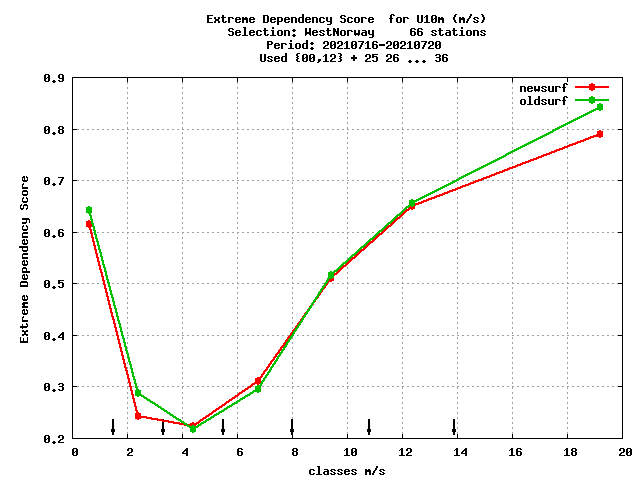 Extreme Dependency Score  for U10m (m/s)
Selection: WestNorway     66 stations
Period: 20210716-20210720
Used {00,12} + 25 26 ... 36
newsurf
oldsurf
Extreme Dependency Score
0.9
0.8
0.7
0.6
0.5
0.4
0.3
0.2
0 2 4 6 8 10 12 14 16 18 20
classes m/s